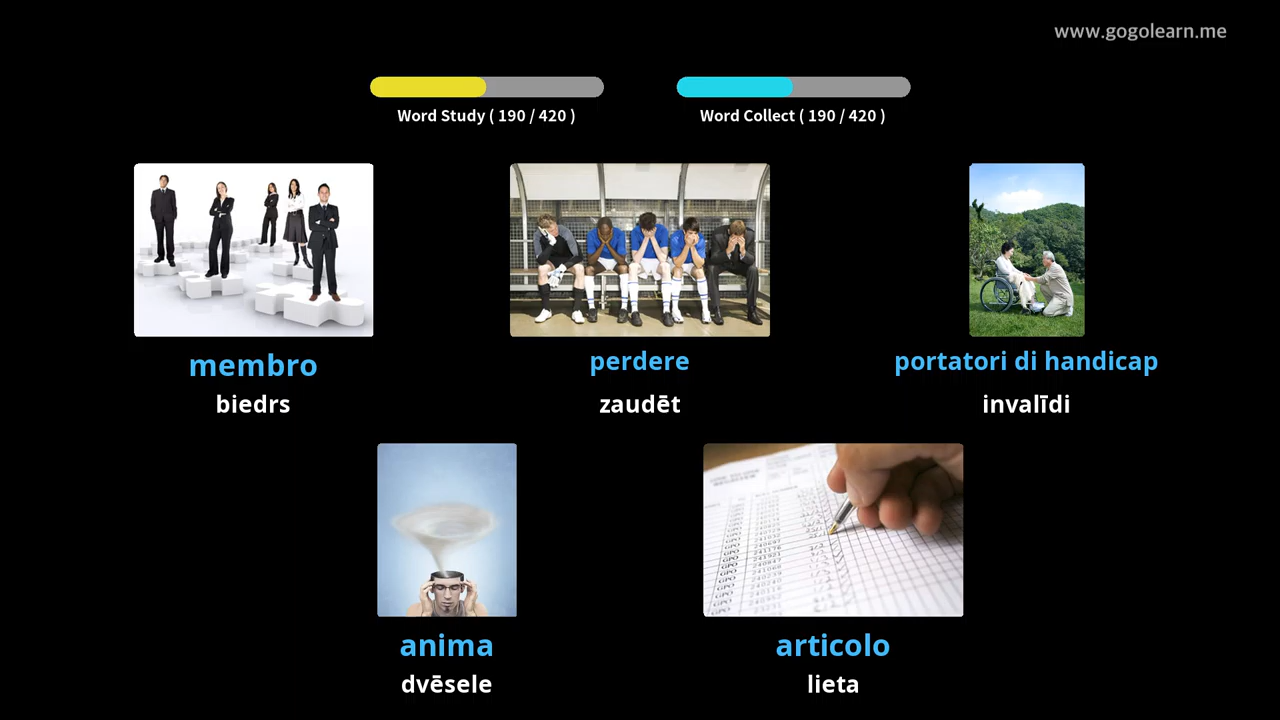 www.gogolearn.me
Word Study ( 190 / 420 )
Word Collect ( 190 / 420 )
membro
perdere
portatori di handicap
biedrs
zaudēt
invalīdi
anima
articolo
dvēsele
lieta